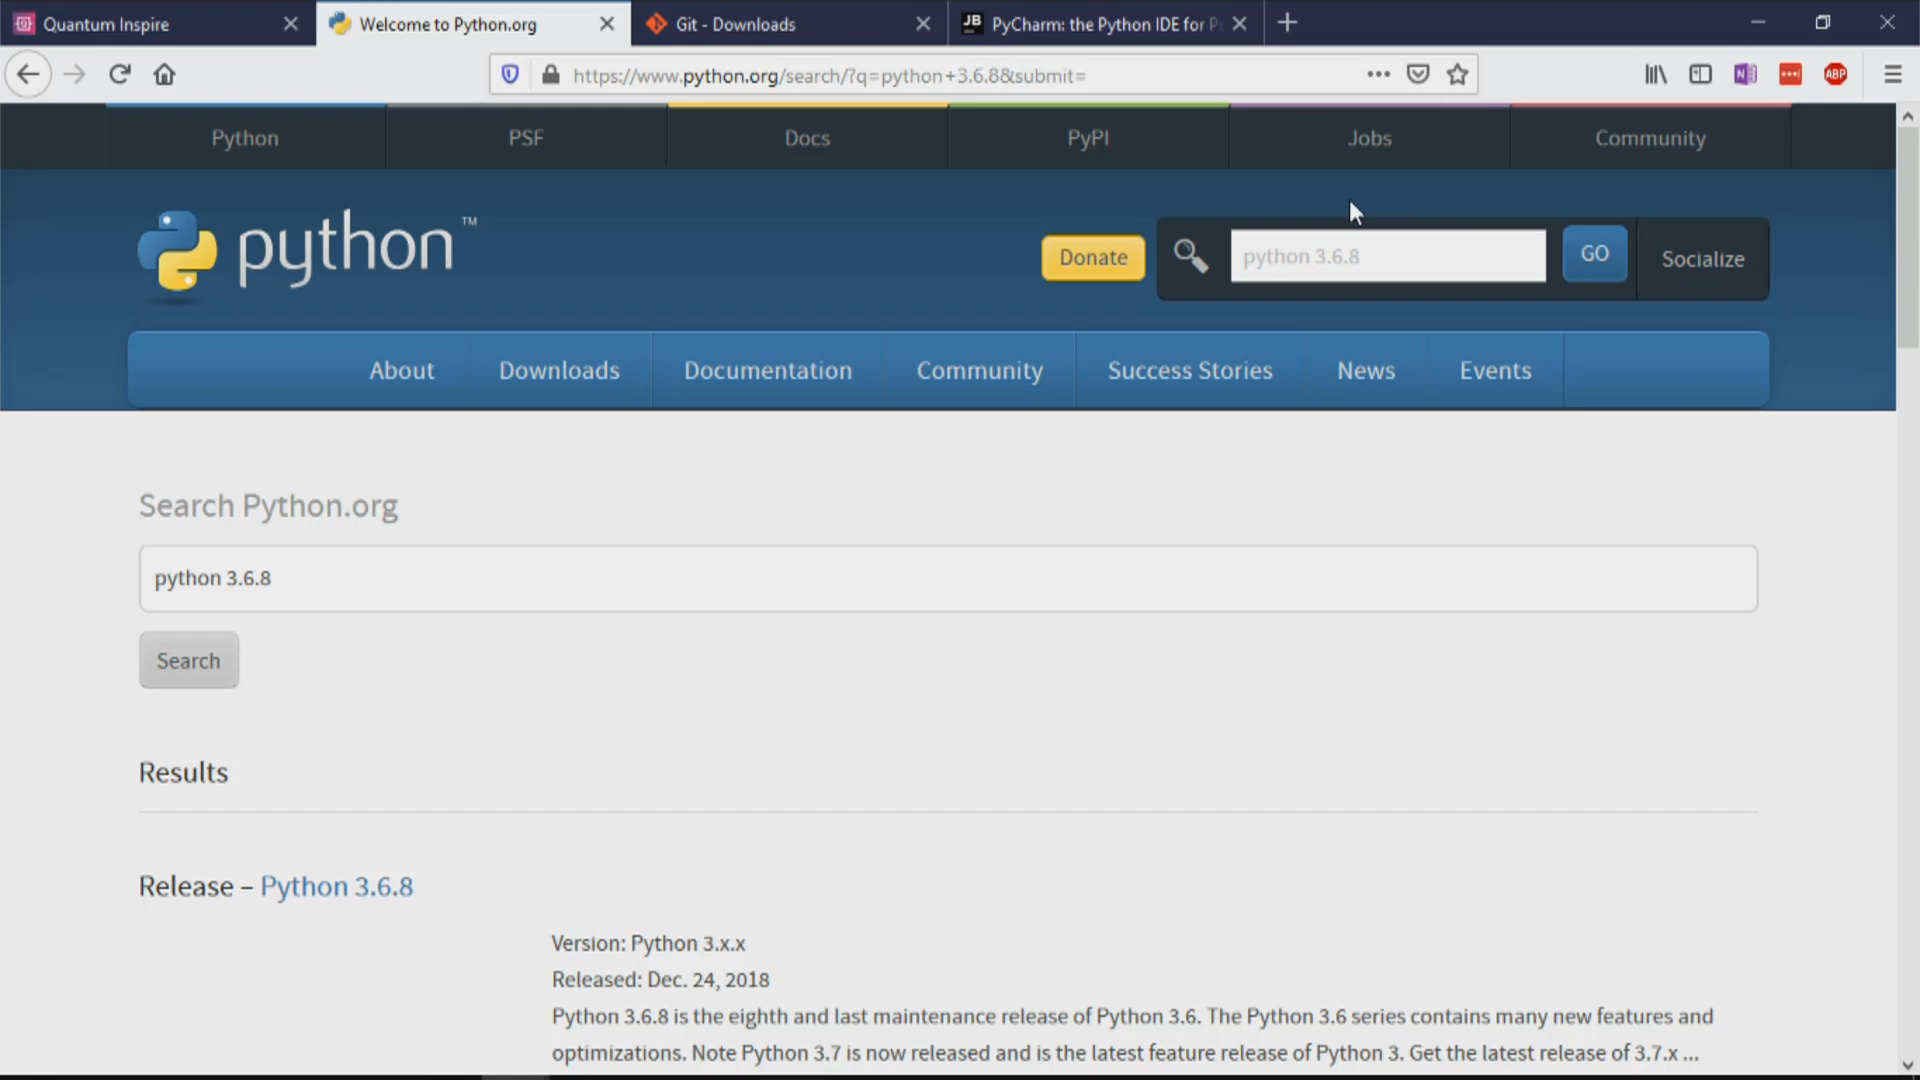 Quantum Inspire
Welcome to Python.org
Git - Downloads
PyCharm: the Python IDE for P
https://www.python.org/search/?q=python+3.6.8&submit=
ABP
Python
PSF
Docs
PyPI
Jobs
Community
python™
Donate
python 3.6.8
GO
Socialize
About
Downloads
Documentation
Community
Success Stories
News
Events
Search Python.org
python 3.6.8
Search
Results
Release – Python 3.6.8
Version: Python 3.x.x
Released: Dec. 24, 2018
Python 3.6.8 is the eighth and last maintenance release of Python 3.6. The Python 3.6 series contains many new features and
optimizations. Note Python 3.7 is now released and is the latest feature release of Python 3. Get the latest release of 3.7.x ...